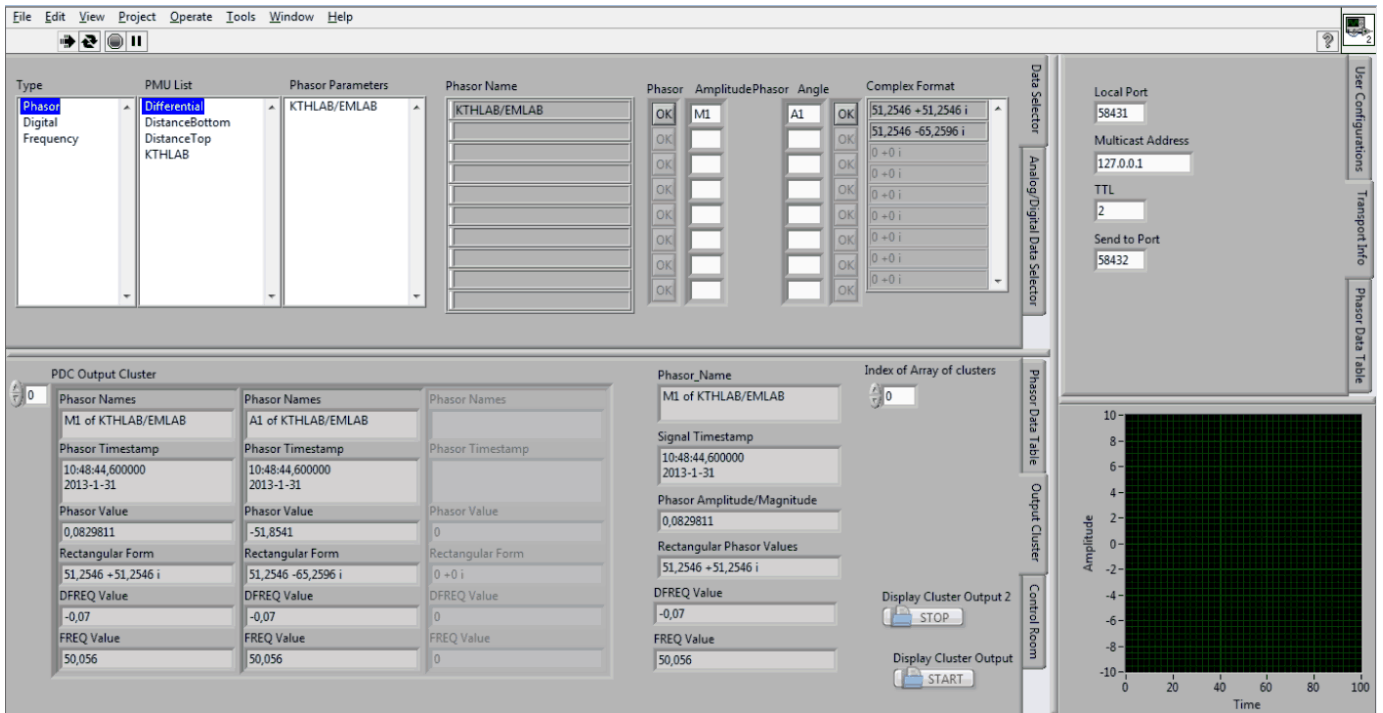 File Edit View Project Operate Tools Window Help
?
2
Type
Phasor
Digital
Frequency
PMU List
Differential
DistanceBottom
DistanceTop
KTHLAB
Phasor Parameters
KTHLAB/EMLAB
Phasor Name
KTHLAB/EMLAB
Phasor Amplitude Phasor Angle
OK M1 A1 OK
OK OK
OK OK
OK OK
OK OK
OK OK
OK OK
OK OK
Complex Format
51,2546 +51,2546 i
51,2546 -65,2596 i
0 +0 i
0 +0 i
0 +0 i
0 +0 i
0 +0 i
0 +0 i
Data Selector
Analog/Digital Data Selector
Local Port
58431
Multicast Address
127.0.0.1
TTL
2
Send to Port
58432
User Configurations
Transport Info
Phasor Data Table
PDC Output Cluster
0
Phasor Names
M1 of KTHLAB/EMLAB
Phasor Timestamp
10:48:44,600000
2013-1-31
Phasor Value
0,0829811
Rectangular Form
51,2546 +51,2546 i
DFREQ Value
-0,07
FREQ Value
50,056
Phasor Names
A1 of KTHLAB/EMLAB
Phasor Timestamp
10:48:44,600000
2013-1-31
Phasor Value
-51,8541
Rectangular Form
51,2546 -65,2596 i
DFREQ Value
-0,07
FREQ Value
50,056
Phasor Names
Phasor Timestamp
Phasor Value
0
Rectangular Form
0 +0 i
DFREQ Value
0
FREQ Value
0
Phasor_Name
M1 of KTHLAB/EMLAB
Signal Timestamp
10:48:44,600000
2013-1-31
Phasor Amplitude/Magnitude
0,0829811
Rectangular Phasor Values
51,2546 +51,2546 i
DFREQ Value
-0,07
FREQ Value
50,056
Index of Array of clusters
0
Display Cluster Output 2
STOP
Display Cluster Output
START
Phasor Data Table
Output Cluster
Control Room
Amplitude
10
8
6
4
2
0
-2
-4
-6
-8
-10
0 20 40 60 80 100
Time